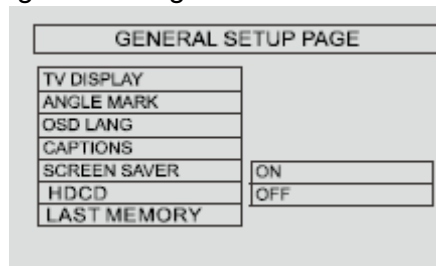 GENERAL SETUP PAGE
TV DISPLAY
ANGLE MARK
OSD LANG
CAPTIONS
SCREEN SAVER ON
HDCD OFF
LAST MEMORY